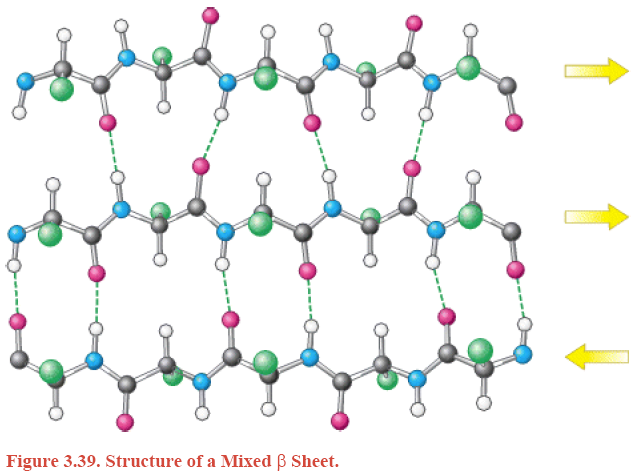 Figure 3.39. Structure of a Mixed β Sheet.